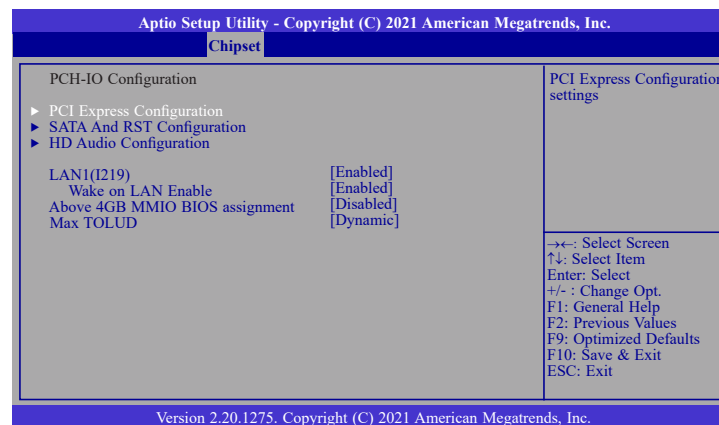 Aptio Setup Utility - Copyright (C) 2021 American Megatrends, Inc.
Chipset
PCH-IO Configuration
► PCI Express Configuration
► SATA And RST Configuration
► HD Audio Configuration
LAN1(I219) [Enabled]
Wake on LAN Enable [Enabled]
Above 4GB MMIO BIOS assignment [Disabled]
Max TOLUD [Dynamic]
PCI Express Configuration
settings
→←: Select Screen
↑↓: Select Item
Enter: Select
+/- : Change Opt.
F1: General Help
F2: Previous Values
F9: Optimized Defaults
F10: Save & Exit
ESC: Exit
Version 2.20.1275. Copyright (C) 2021 American Megatrends, Inc.